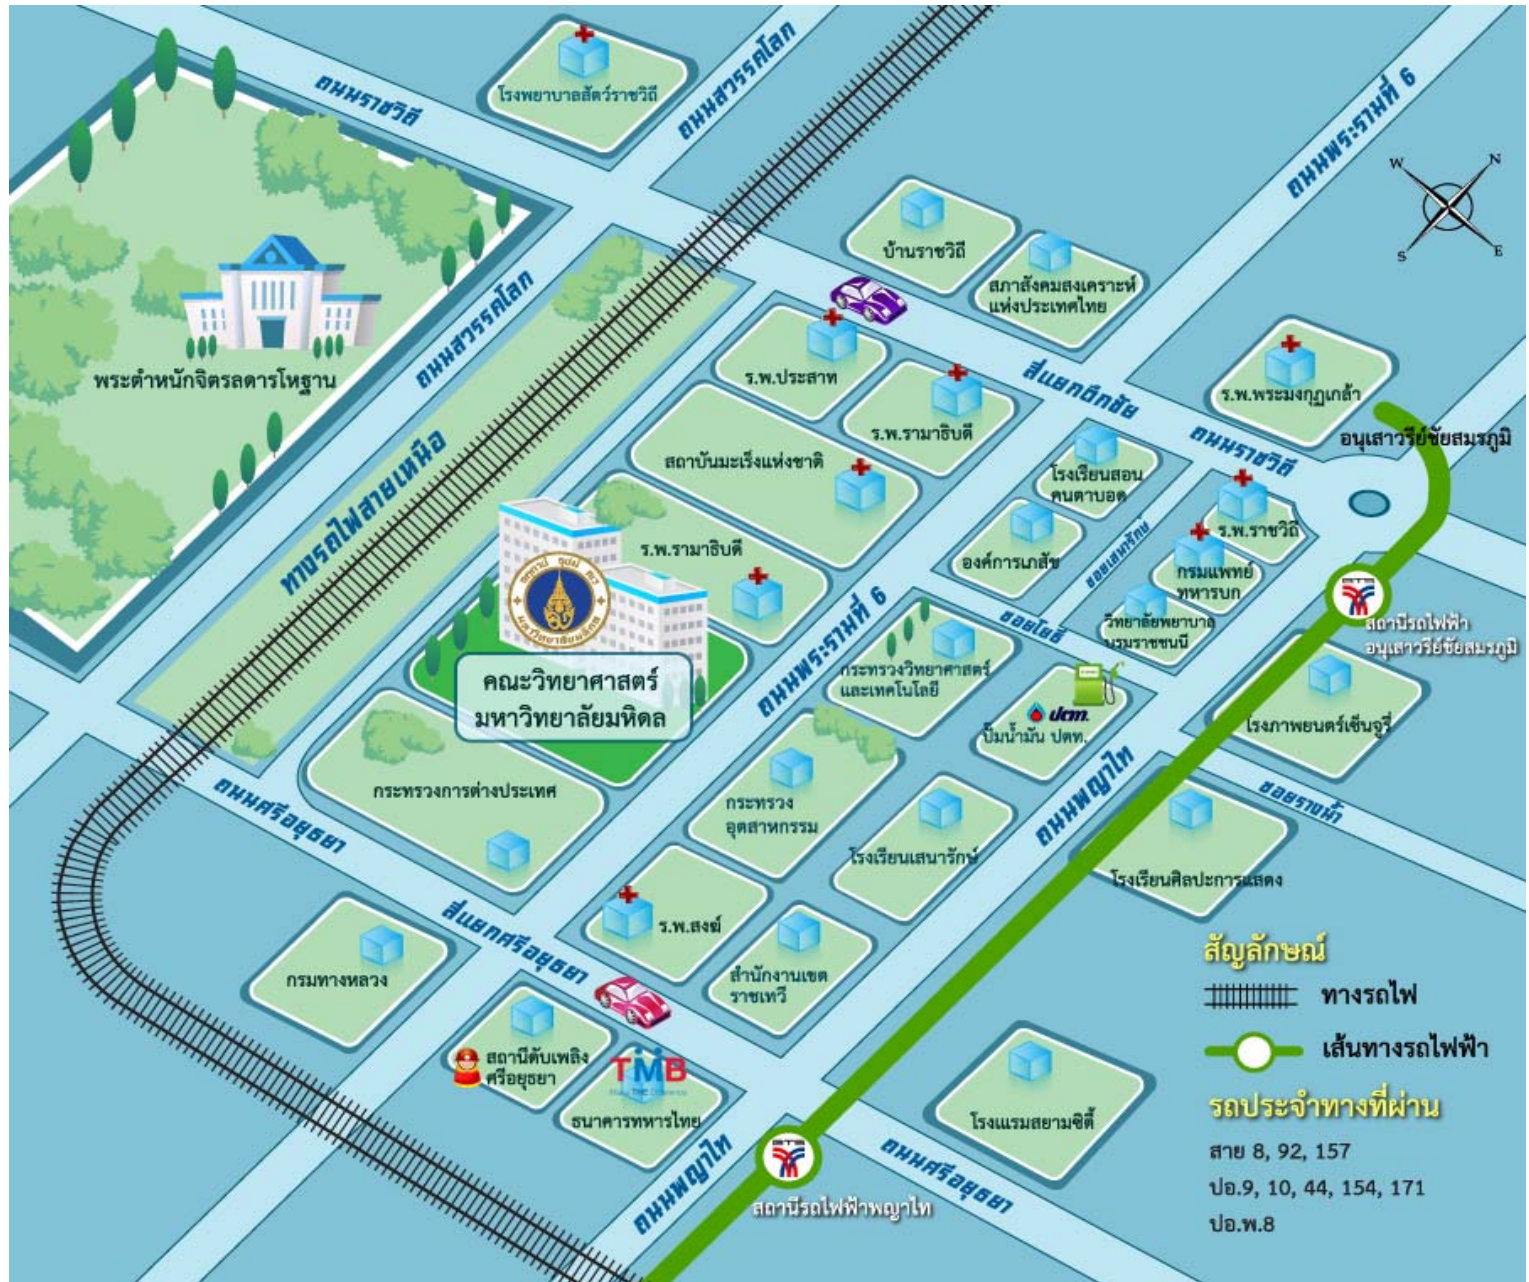 ถนนราชวิถี
โรงพยาบาลสัตว์ราชวิถี
ถนนสวรรคโลก
ถนนพระรามที่ 6
W
N
S
E
บ้านราชวิถี
สภาสังคมสงเคราะห์
แห่งประเทศไทย
พระตำหนักจิตรลดารโหฐาน
ถนนสวรรคโลก
ทางรถไฟสายเหนือ
ร.พ.ประสาท
ร.พ.รามาธิบดี
สี่แยกตึกชัย
ถนนราชวิถี
ร.พ.พระมงกุฏเกล้า
อนุเสาวรีย์ชัยสมรภูมิ
สถาบันมะเร็งแห่งชาติ
โรงเรียนสอน
คนตาบอด
องค์การเภสัช
ซอยเสนารักษ์
ร.พ.ราชวิถี
กรมแพทย์
ทหารบก
วิทยาลัยพยาบาล
บรมราชชนนี
ร.พ.รามาธิบดี
มหาวิทยาลัยมหิดล
คณะวิทยาศาสตร์
มหาวิทยาลัยมหิดล
ถนนพระรามที่ 6
ซอยโยธี
BTS
สถานีรถไฟฟ้า
อนุเสาวรีย์ชัยสมรภูมิ
กระทรวงวิทยาศาสตร์
และเทคโนโลยี
ปตท.
ปั๊มน้ำมัน ปตท.
โรงภาพยนตร์เซ็นจูรี่
ถนนพญาไท
ซอยรางน้ำ
กระทรวงการต่างประเทศ
กระทรวง
อุตสาหกรรม
โรงเรียนเสนารักษ์
โรงเรียนศิลปะการแสดง
ถนนศรีอยุธยา
สี่แยกศรีอยุธยา
ร.พ.สงฆ์
สำนักงานเขต
ราชเทวี
กรมทางหลวง
สถานีดับเพลิง
ศรีอยุธยา
TMB
ธนาคารทหารไทย
โรงแรมสยามซิตี้
ถนนพญาไท
BTS
สถานีรถไฟฟ้าพญาไท
ถนนศรีอยุธยา
สัญลักษณ์
ทางรถไฟ
เส้นทางรถไฟฟ้า
รถประจำทางที่ผ่าน
สาย 8, 92, 157
ปอ.9, 10, 44, 154, 171
ปอ.พ.8